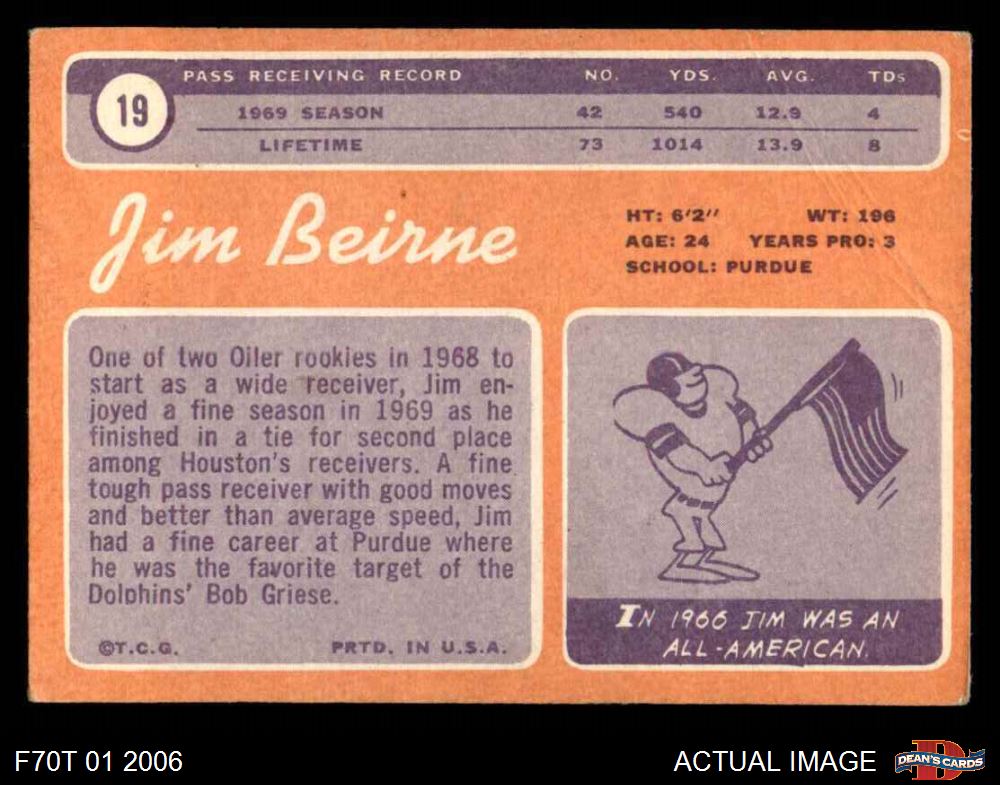 19
PASS RECEIVING RECORD NO. YDS. AVG. TDs
1969 SEASON 42 540 12.9 4
LIFETIME 73 1014 13.9 8
Jim Beirne
HT: 6'2" WT: 196
AGE: 24 YEARS PRO: 3
SCHOOL: PURDUE
One of two Oiler rookies in 1968 to
start as a wide receiver, Jim en-
joyed a fine season in 1969 as he
finished in a tie for second place
among Houston's receivers. A fine
tough pass receiver with good moves
and better than average speed, Jim
had a fine career at Purdue where
he was the favorite target of the
Dolphins' Bob Griese.
©T.C.G. PRTD. IN U.S.A.
IN 1966 JIM WAS AN
ALL-AMERICAN.
F70T 01 2006
ACTUAL IMAGE
D
DEAN'S CARDS